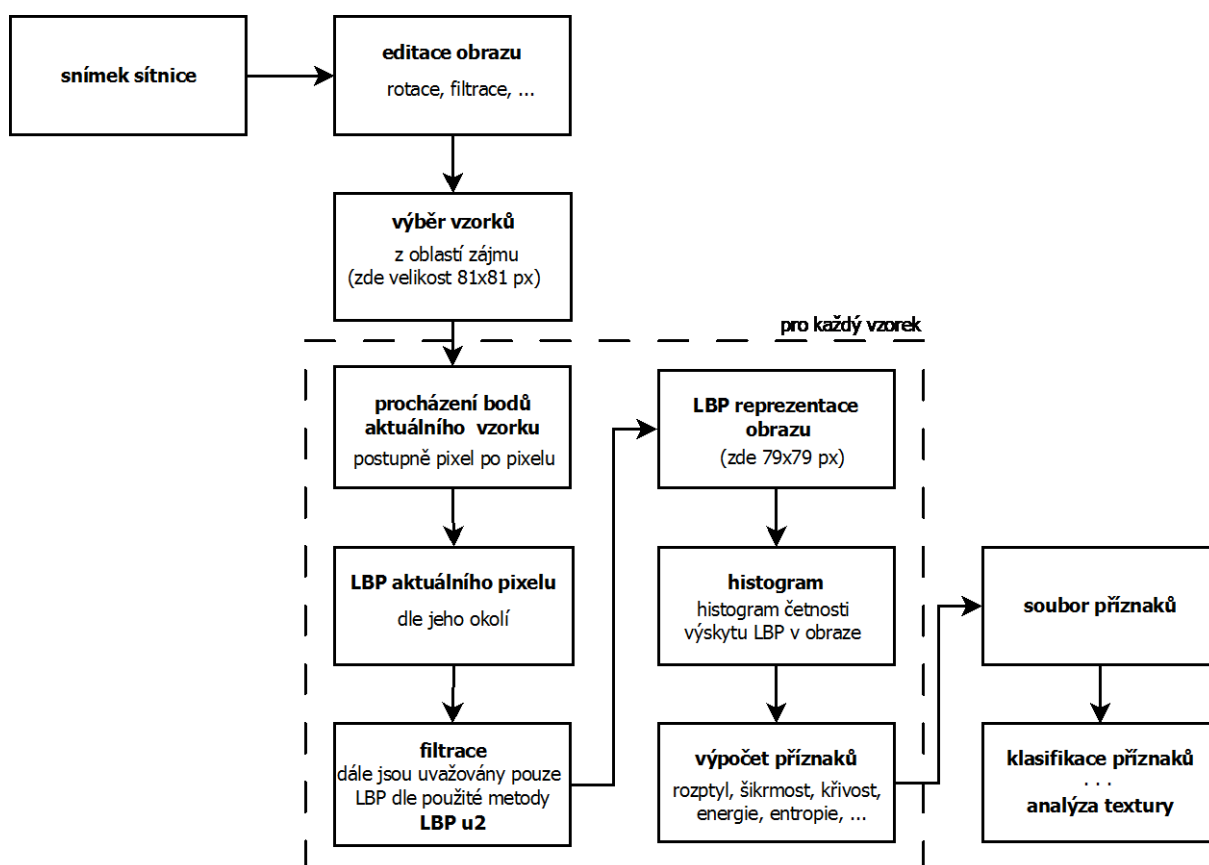 snímek sítnice
editace obrazu
rotace, filtrace, ...
výběr vzorků
z oblastí zájmu
(zde velikost 81x81 px)
pro každý vzorek
procházení bodů
aktuálního vzorku
postupně pixel po pixelu
LBP aktuálního pixelu
dle jeho okolí
filtrace
dále jsou uvažovány pouze
LBP dle použité metody
LBP u2
LBP reprezentace
obrazu
(zde 79x79 px)
histogram
histogram četnosti
výskytu LBP v obraze
výpočet příznaků
rozptyl, šikrmost, křivost,
energie, entropie, ...
soubor příznaků
klasifikace příznaků
. . .
analýza textury